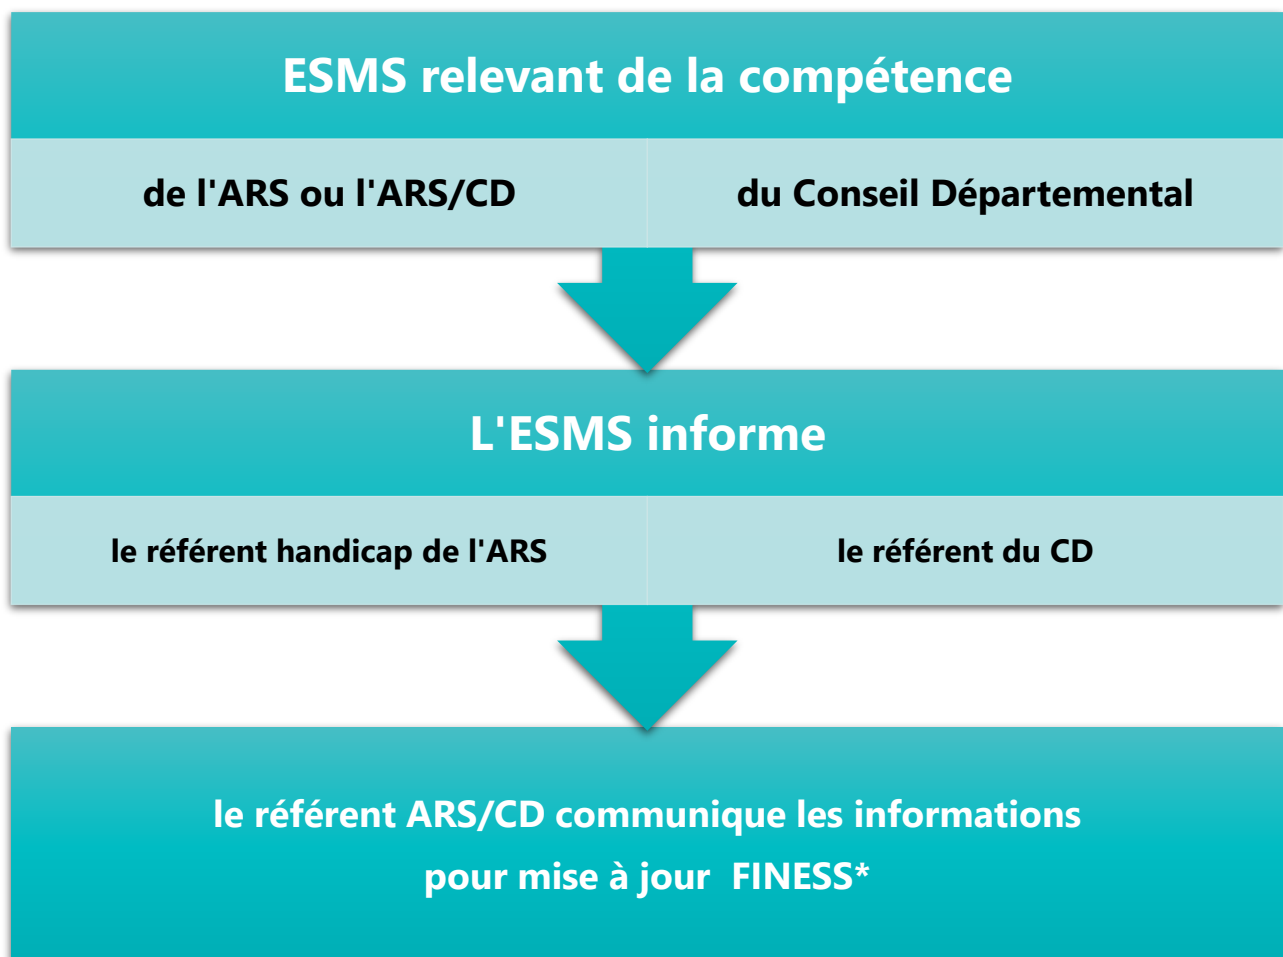 ESMS relevant de la compétence
de l'ARS ou l'ARS/CD
du Conseil Départemental
L'ESMS informe
le référent handicap de l'ARS
le référent du CD
le référent ARS/CD communique les informations
pour mise à jour  FINESS*